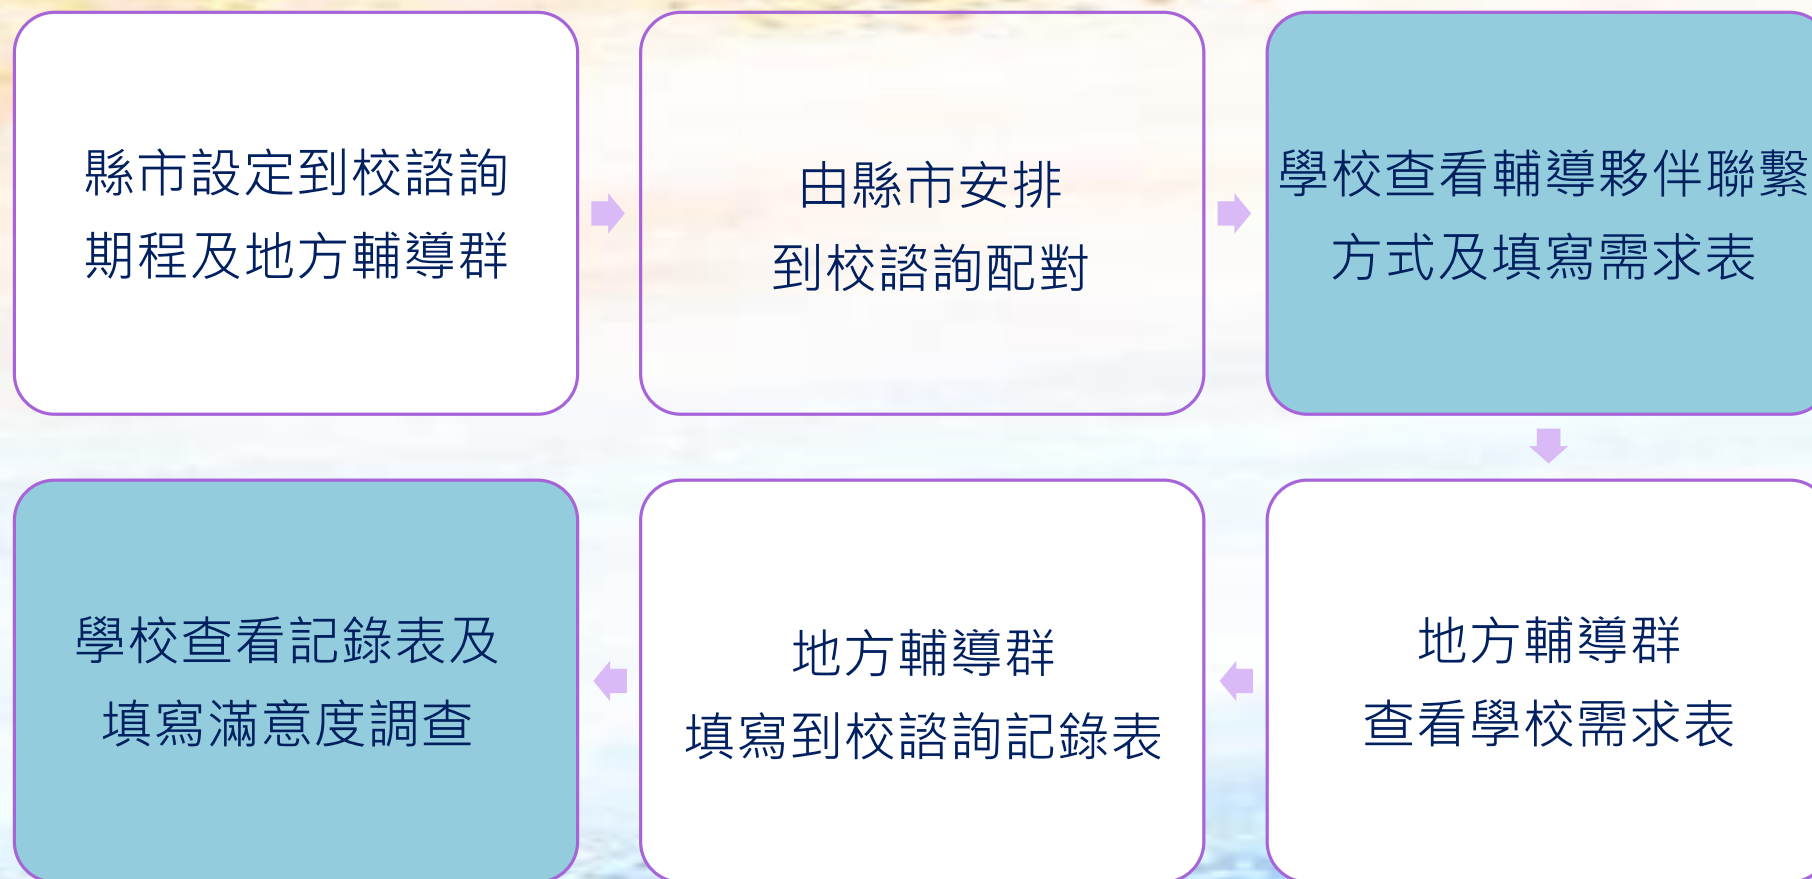 縣市設定到校諮詢
期程及地方輔導群
由縣市安排
到校諮詢配對
學校查看輔導夥伴聯繫
方式及填寫需求表
地方輔導群
查看學校需求表
地方輔導群
填寫到校諮詢記錄表
學校查看記錄表及
填寫滿意度調查